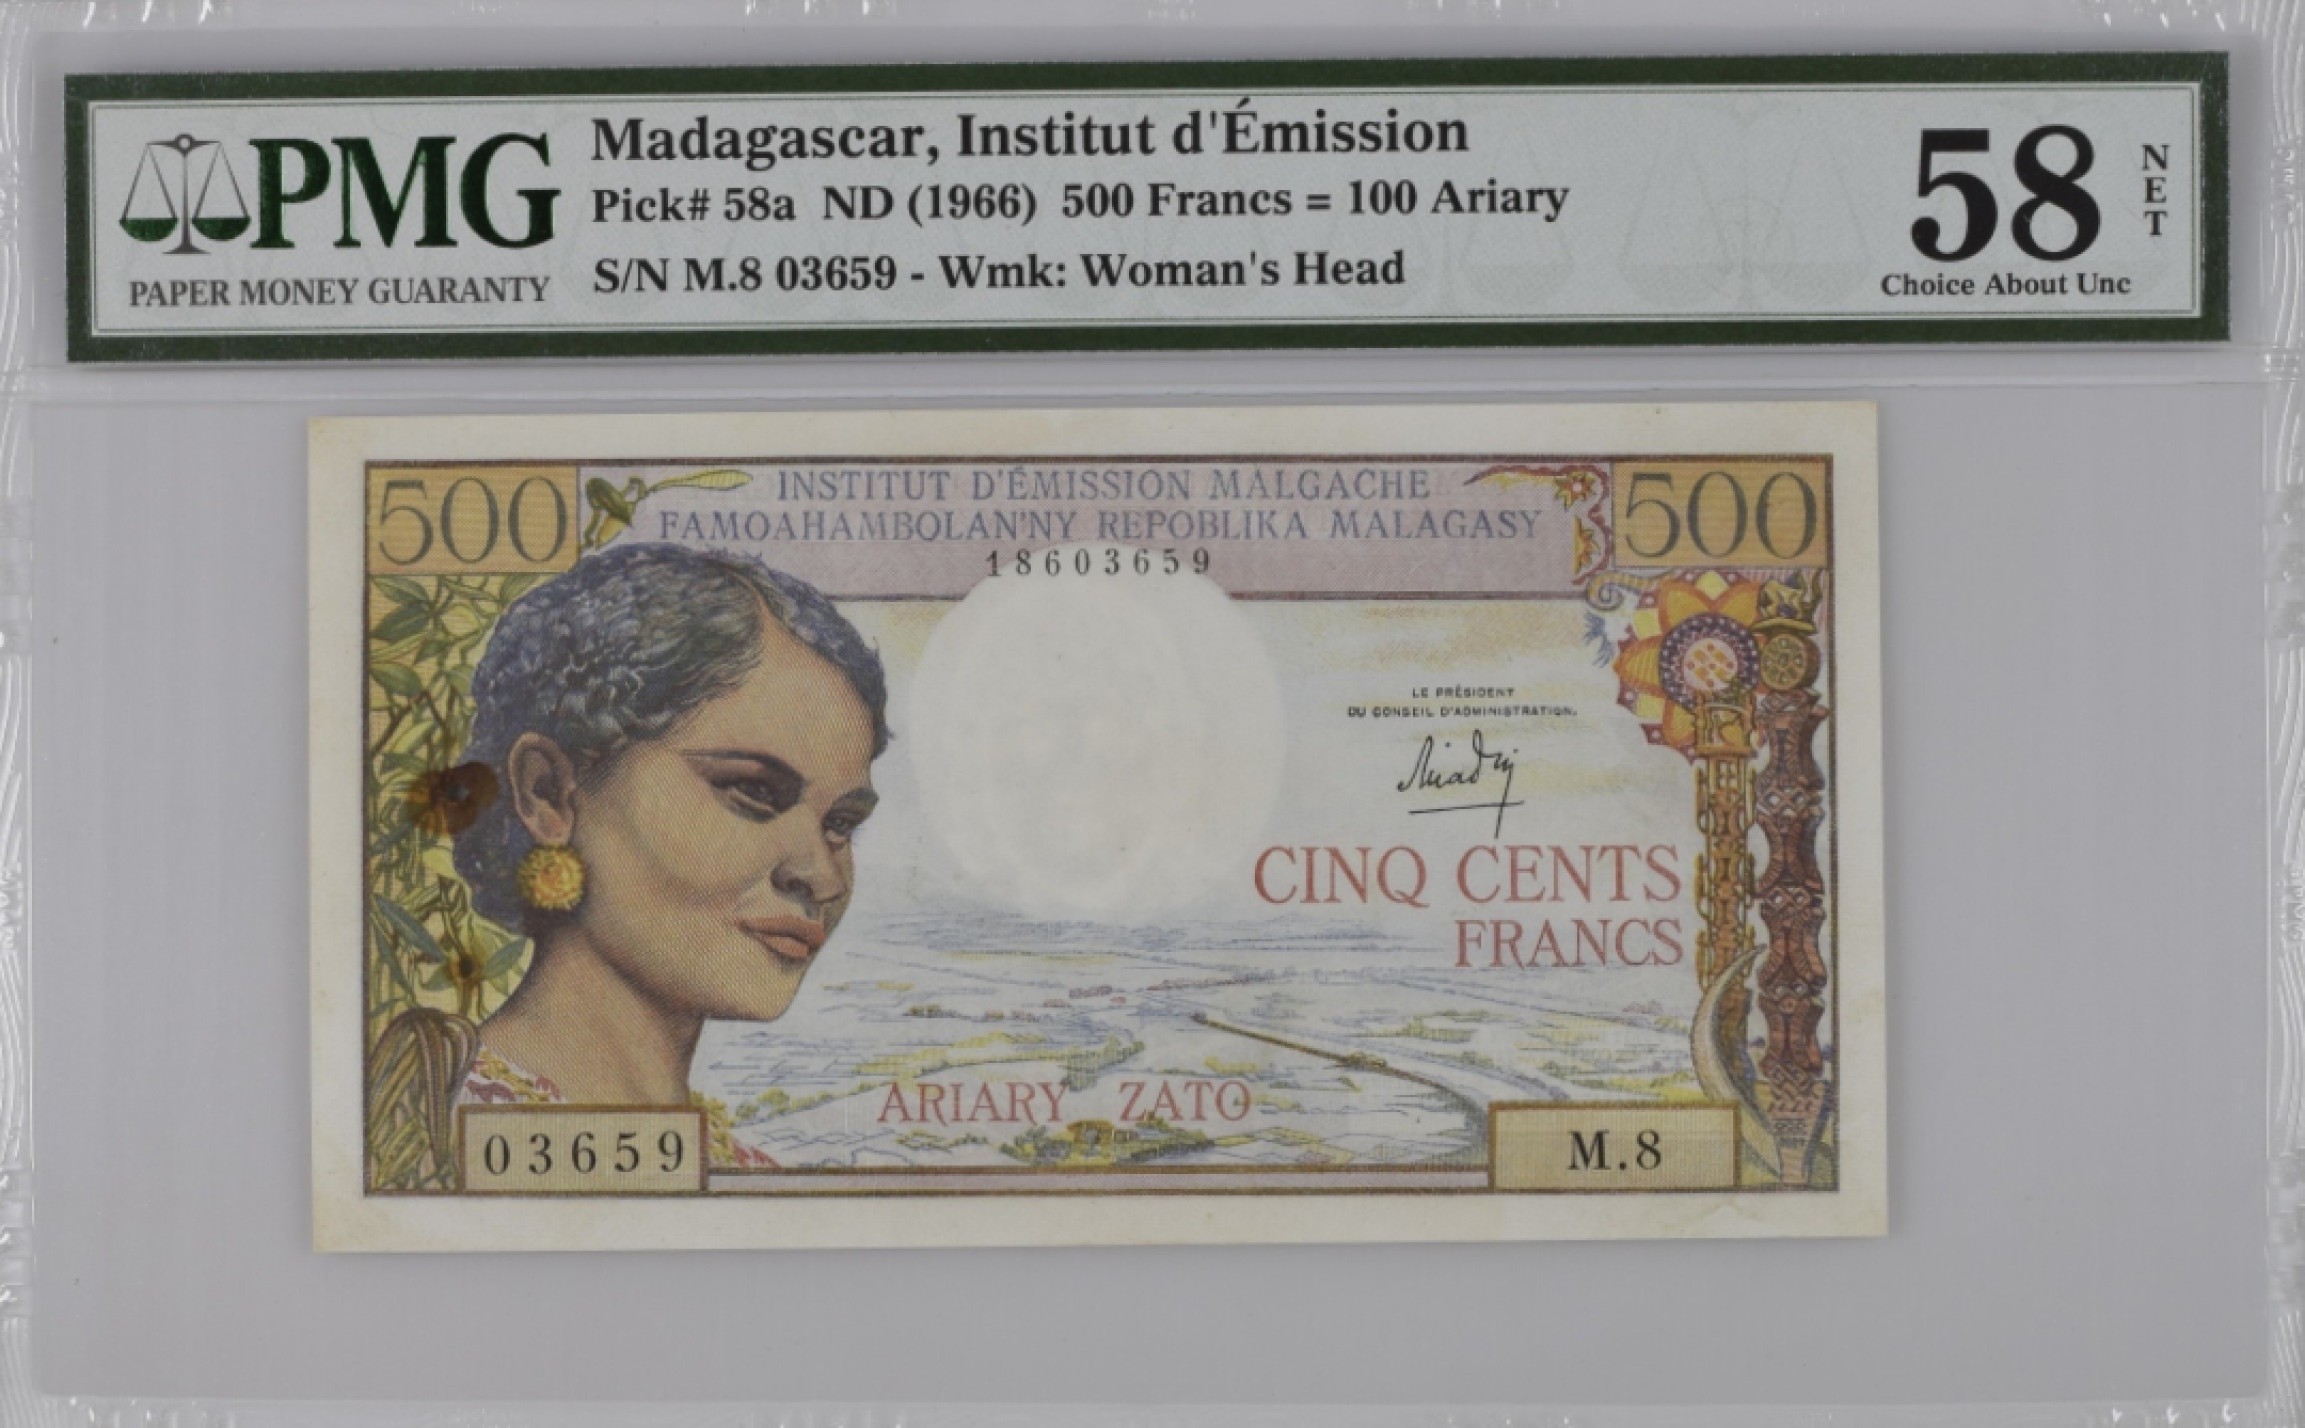 PMG
PAPER MONEY GUARANTY
Madagascar, Institut d'Émission
Pick# 58a ND (1966) 500 Francs = 100 Ariary
S/N M.8 03659 - Wmk: Woman's Head
58
NET
Choice About Unc
500
INSTITUT D'ÉMISSION MALGACHE
500
FAMOAHAMBOLAN'NY REPOBLIKA MALAGASY
18603659
LE PRÉSIDENT
DU CONSEIL D'ADMINISTRATION.
CINQ CENTS
FRANCS
ARIARY ZATO
03659
M.8